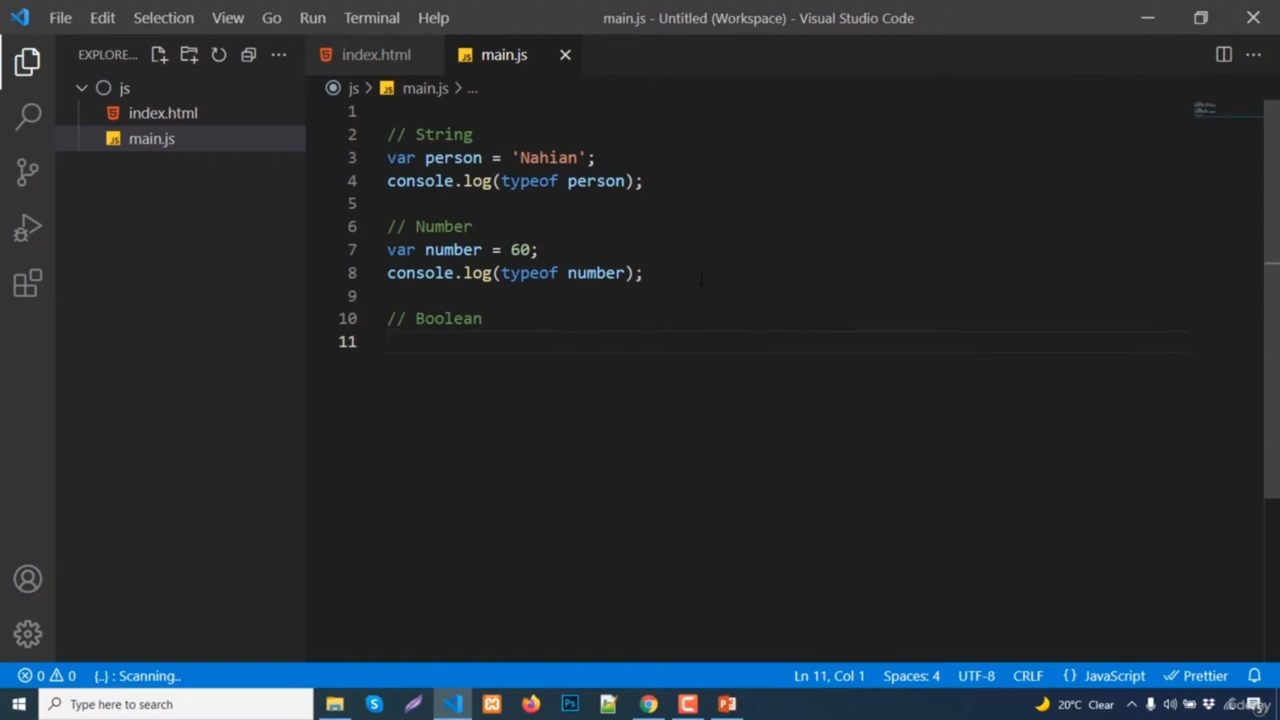 File Edit Selection View Go Run Terminal Help main.js - Untitled (Workspace) - Visual Studio Code
EXPLORE... index.html JS main.js
js
index.html
JS main.js
js > JS main.js > ...
1
2 // String
3 var person = 'Nahian';
4 console.log(typeof person);
5
6 // Number
7 var number = 60;
8 console.log(typeof number);
9
10 // Boolean
11
0 0 {..} : Scanning.. Ln 11, Col 1 Spaces: 4 UTF-8 CRLF {} JavaScript Prettier
Type here to search Ps 20°C Clear